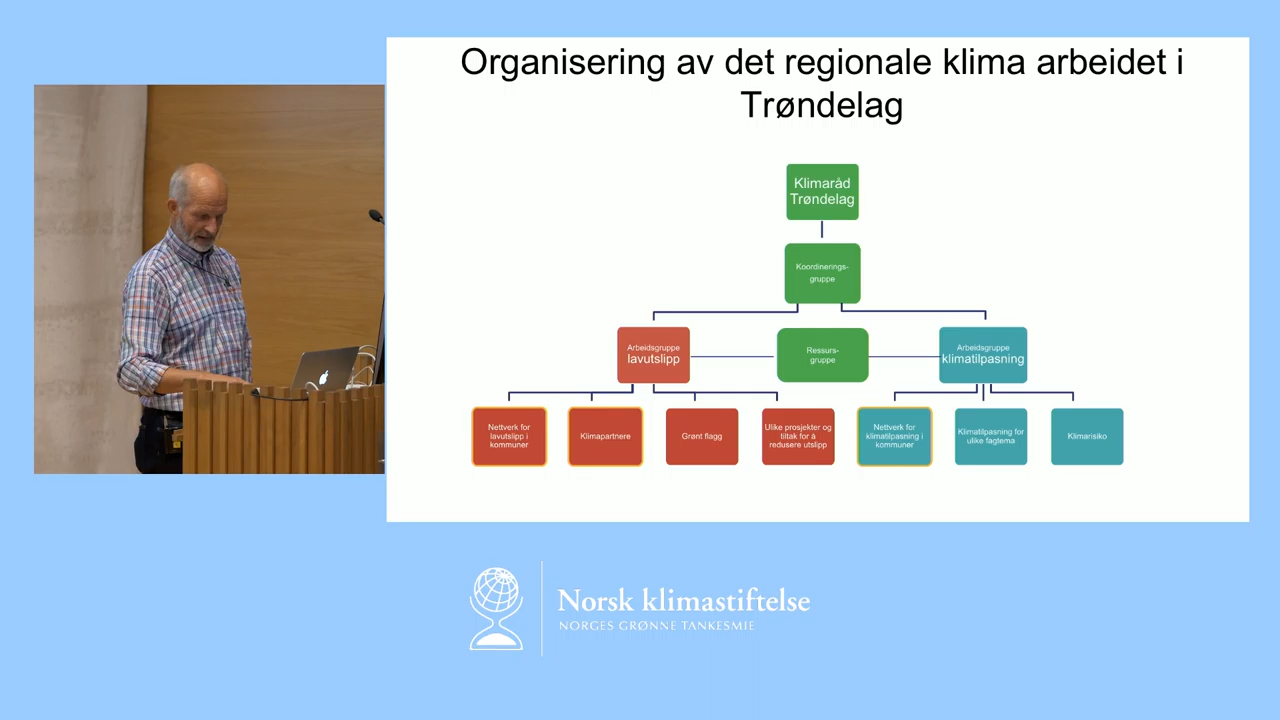 Organisering av det regionale klima arbeidet i
Trøndelag
Klimaråd
Trøndelag
Koordinerings-
gruppe
Arbeidsgruppe
lavutslipp
Ressurs-
gruppe
Arbeidsgruppe
klimatilpasning
Nettverk for
lavutslipp i
kommuner
Klimapartnere
Grønt flagg
Ulike prosjekter og
tiltak for å
redusere utslipp
Nettverk for
klimatilpasning i
kommuner
Klimatilpasning for
ulike fagtema
Klimarisiko
Norsk klimastiftelse
NORGES GRØNNE TANKESMIE